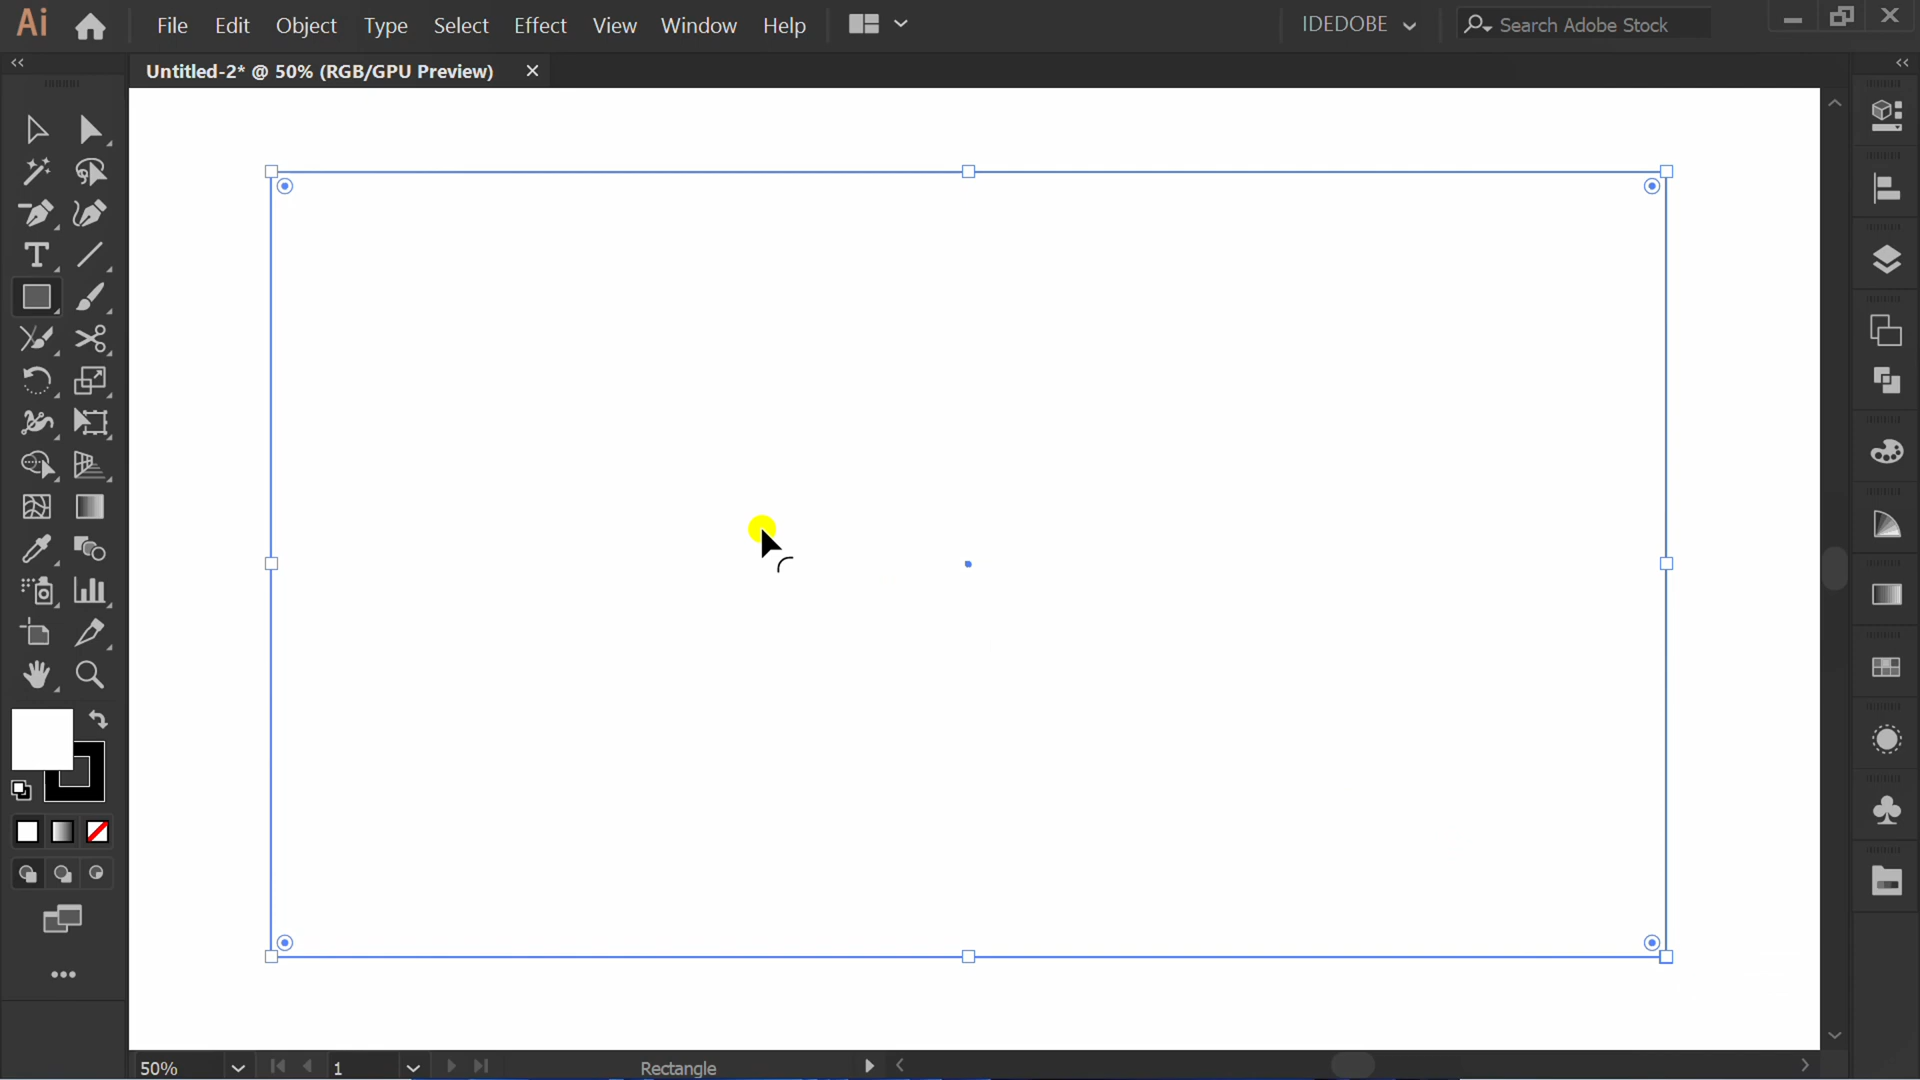 Ai File Edit Object Type Select Effect View Window Help IDEDOBE Search Adobe Stock
Untitled-2* @ 50% (RGB/GPU Preview)
T
50% 1 Rectangle